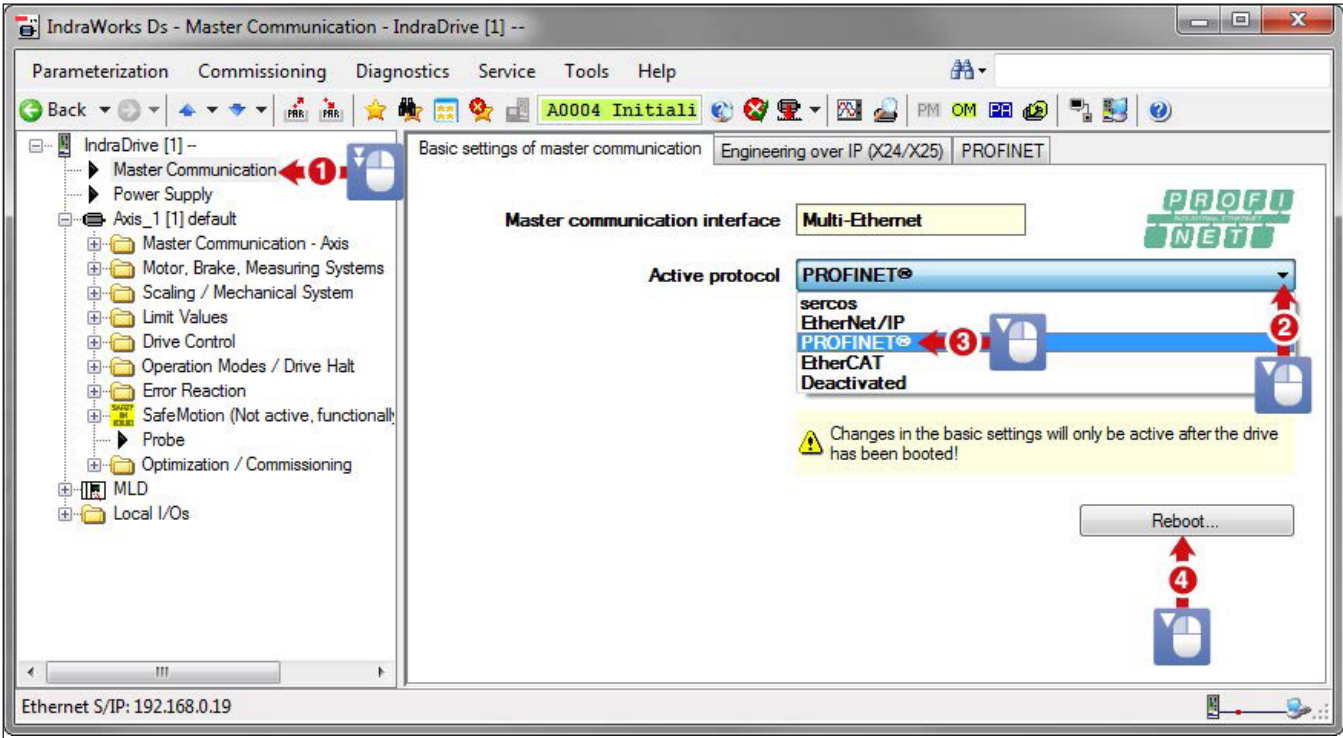 IndraWorks Ds - Master Communication - IndraDrive [1] --
Parameterization Commissioning Diagnostics Service Tools Help
Back PAR PAR A0004 Initiali PM OM
IndraDrive [1] --
Master Communication
1
Power Supply
Axis_1 [1] default
Master Communication - Axis
Motor, Brake, Measuring Systems
Scaling / Mechanical System
Limit Values
Drive Control
Operation Modes / Drive Halt
Error Reaction
SafeMotion (Not active, functionall
Probe
Optimization / Commissioning
MLD
Local I/Os
Basic settings of master communication Engineering over IP (X24/X25) PROFINET
Master communication interface Multi-Ethernet
PROFI
NET
Active protocol PROFINET®
sercos
EtherNet/IP
PROFINET® 3
EtherCAT
Deactivated
2
Changes in the basic settings will only be active after the drive
has been booted!
Reboot...
4
Ethernet S/IP: 192.168.0.19